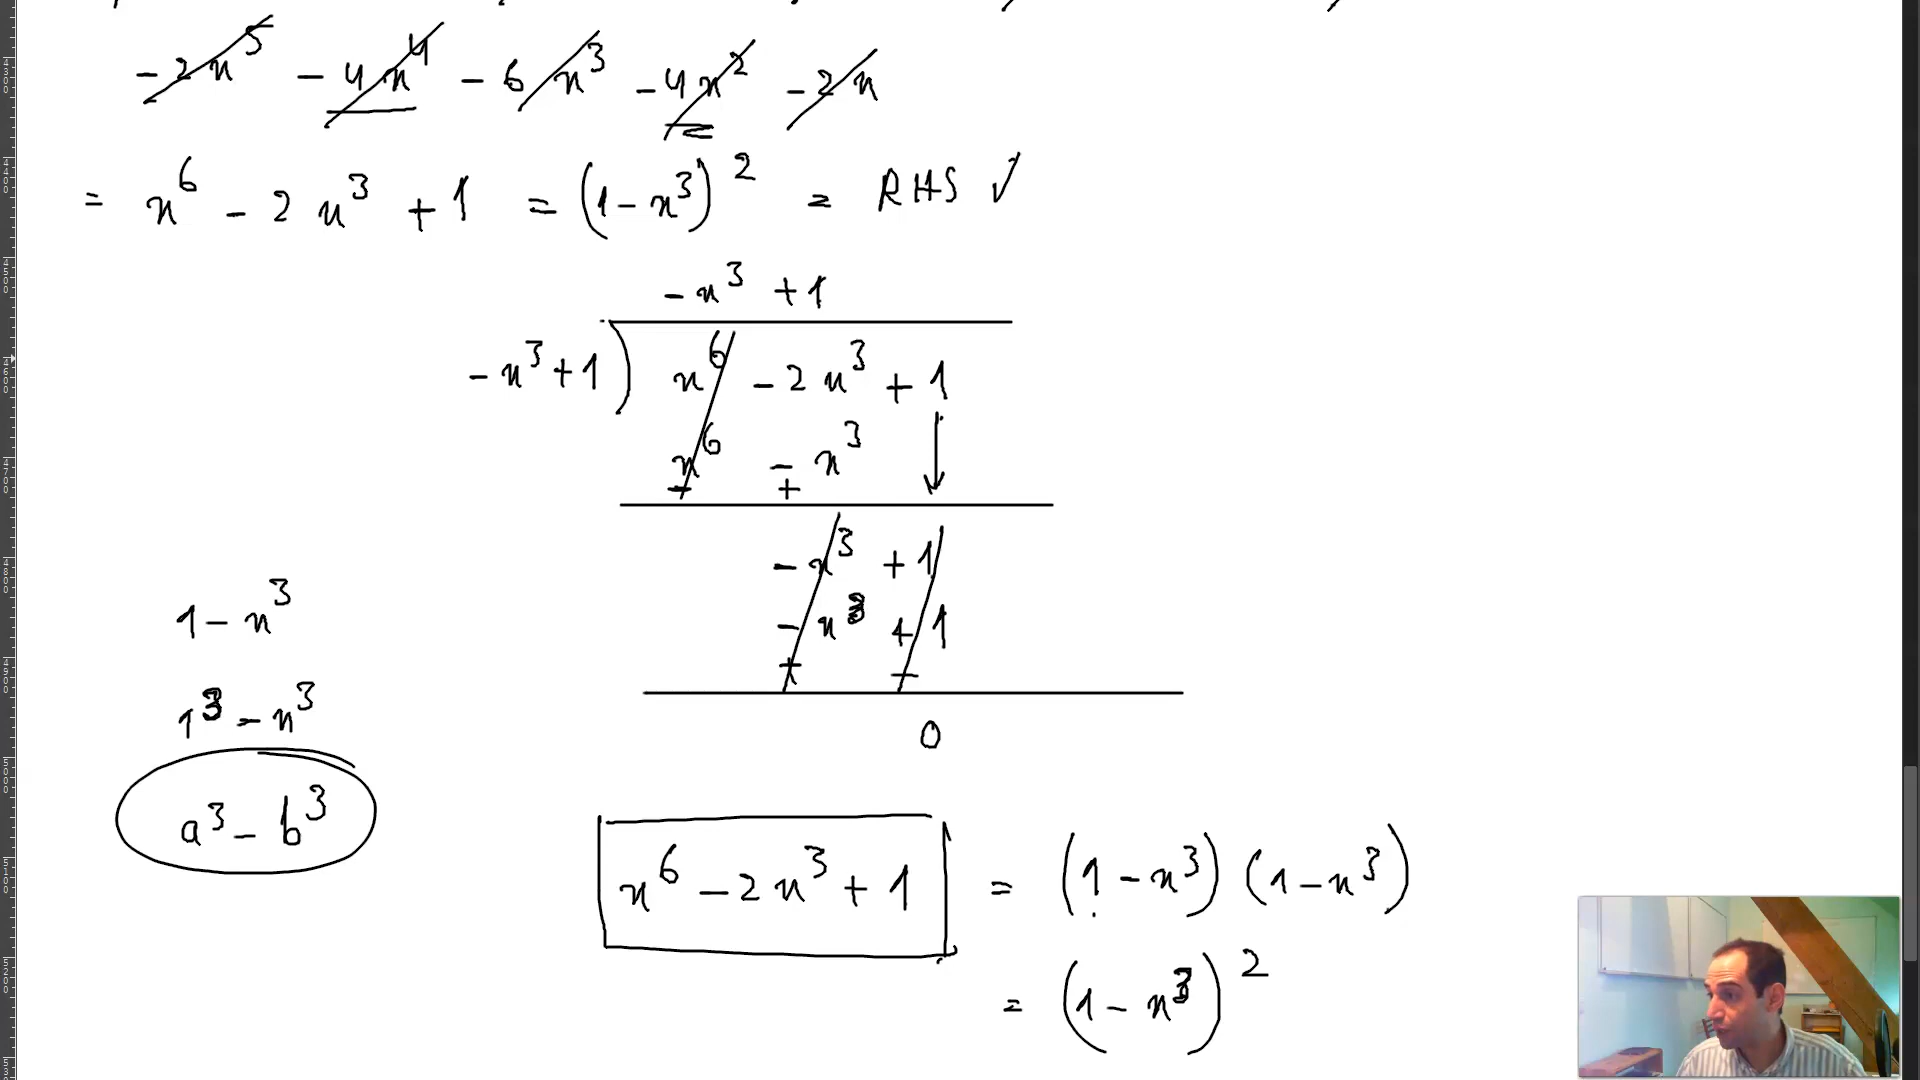 - 2x^5 - 4x^4 - 6x^3 - 4x^2 - 2x
= x^6 - 2x^3 + 1 = (1 - x^3)^2 = RHS ✓
-x^3 + 1
-x^3 + 1 ) x^6 - 2x^3 + 1
x^6 - x^3
- +
- x^3 + 1
- x^3 + 1
+ -
0
1 - x^3
1^3 - x^3
a^3 - b^3
x^6 - 2x^3 + 1 = (1 - x^3)(1 - x^3)
= (1 - x^3)^2